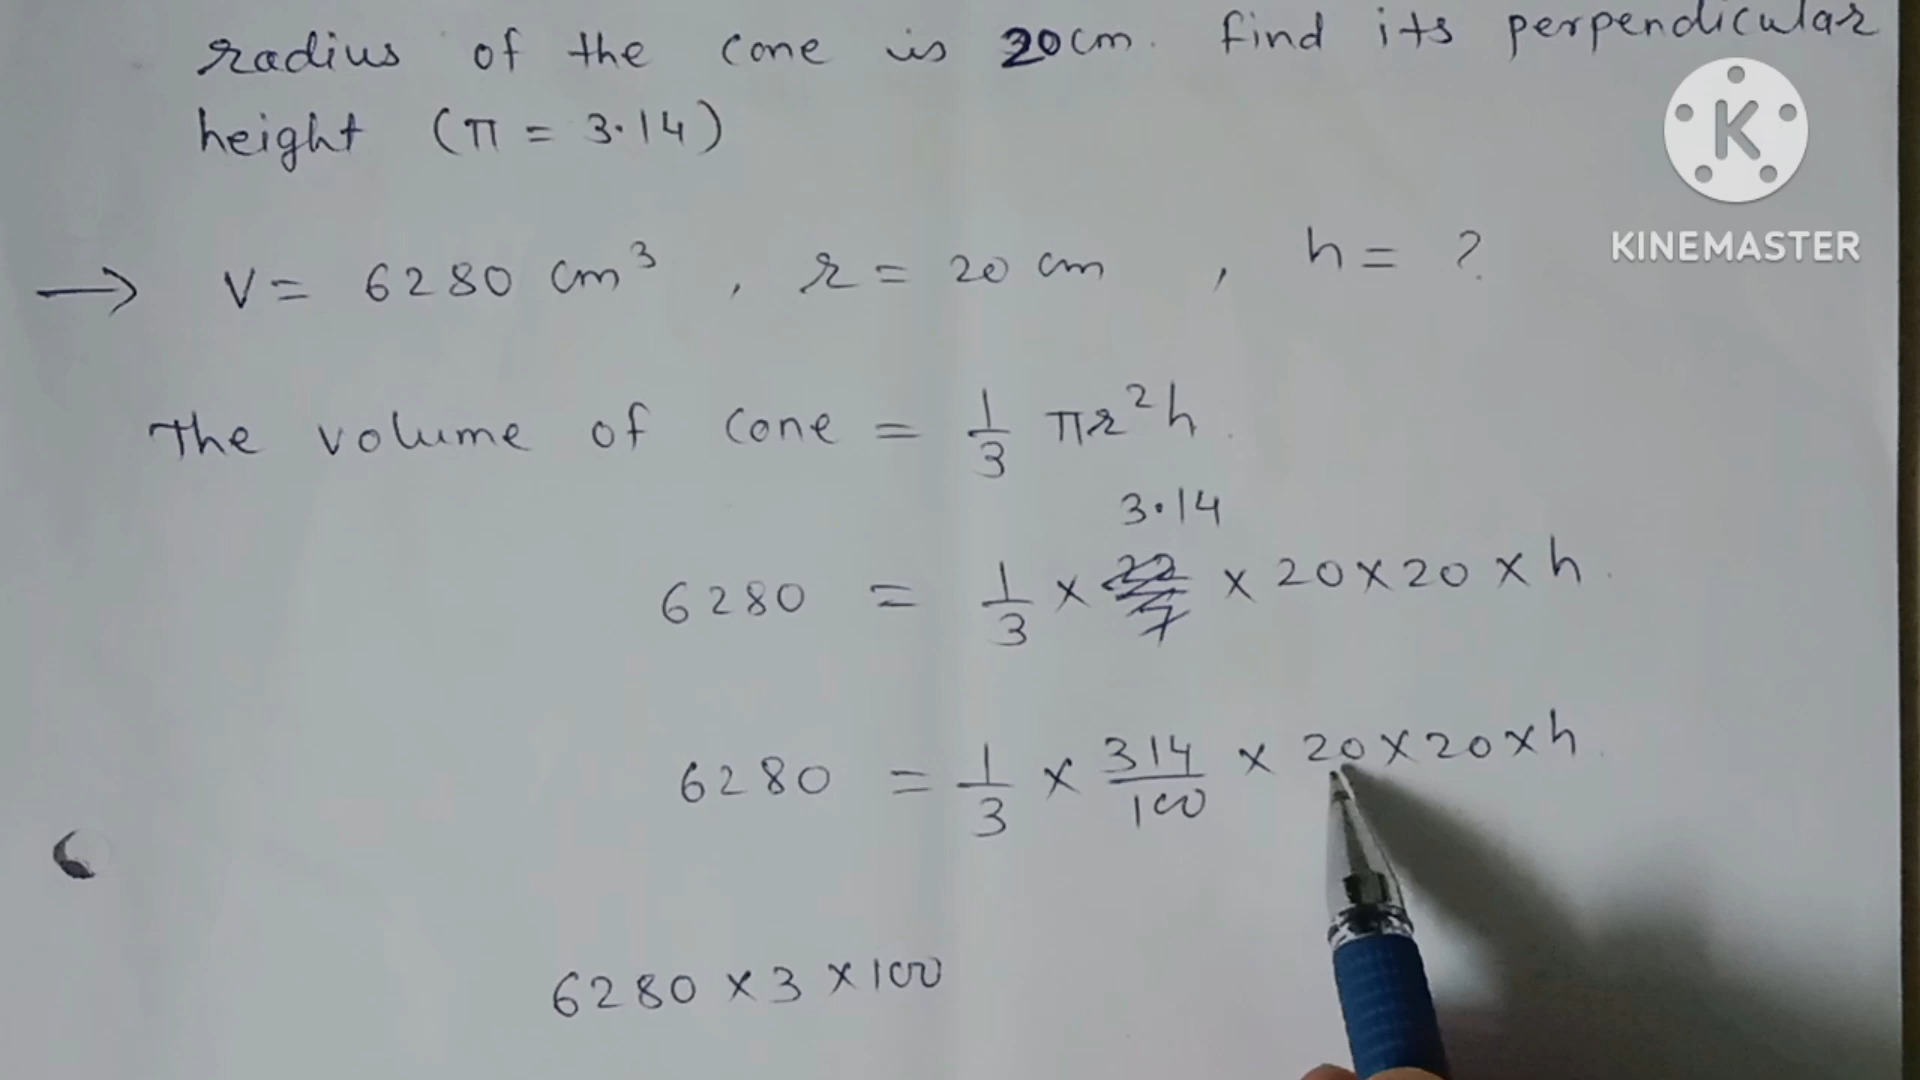 radius of the cone is 20cm. find its perpendicular
height (π = 3.14)
K
KINEMASTER
→ V = 6280 cm³ , r = 20 cm , h = ?
The volume of cone = 1/3 πr²h.
3.14
6280 = 1/3 × 22/7 × 20 × 20 × h.
6280 = 1/3 × 314/100 × 20 × 20 × h.
6280 × 3 × 100